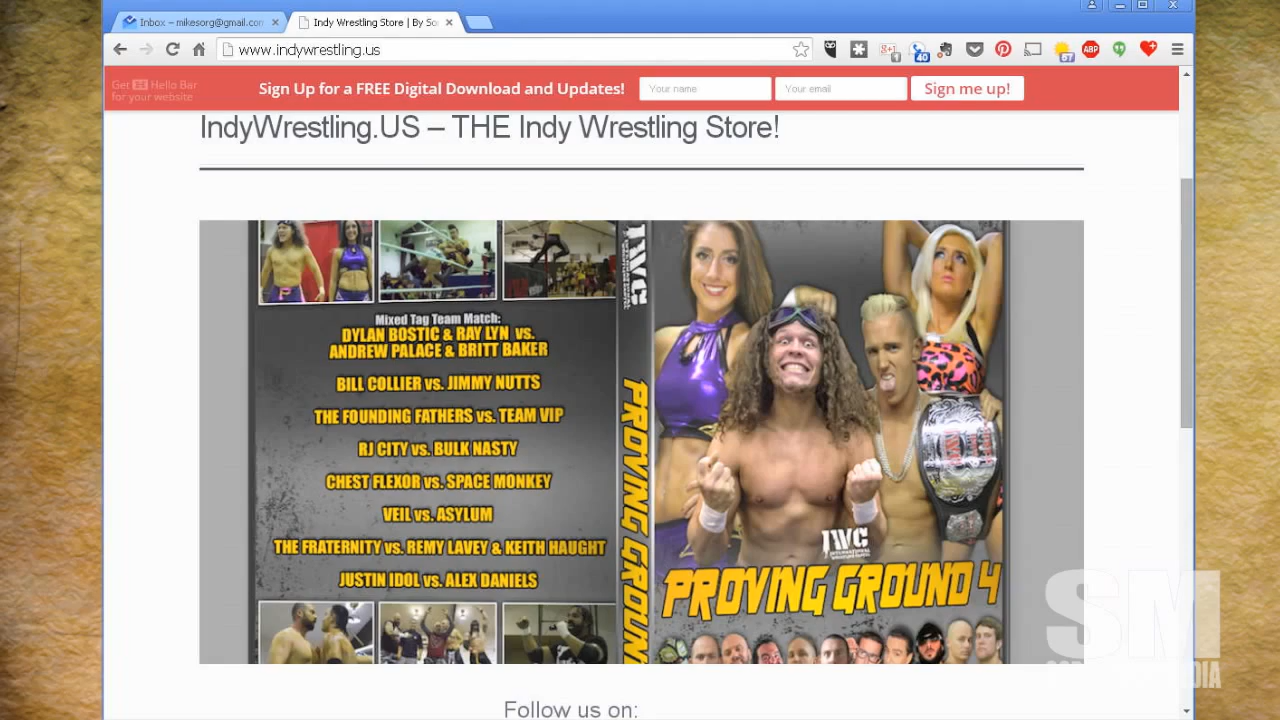 Inbox – mikesorg@gmail.com
Indy Wrestling Store | By So
www.indywrestling.us
40
57
ABP
Get Hello Bar
for your website
Sign Up for a FREE Digital Download and Updates!
Your name
Your email
Sign me up!
IndyWrestling.US – THE Indy Wrestling Store!
Mixed Tag Team Match:
DYLAN BOSTIC & RAY LYN vs.
ANDREW PALACE & BRITT BAKER
BILL COLLIER vs. JIMMY NUTTS
THE FOUNDING FATHERS vs. TEAM VIP
RJ CITY vs. BULK NASTY
CHEST FLEXOR vs. SPACE MONKEY
VEIL vs. ASYLUM
THE FRATERNITY vs. REMY LAVEY & KEITH HAUGHT
JUSTIN IDOL vs. ALEX DANIELS
IWC
PROVING GROUN
IWC
PROVING GROUND 4
SM
Follow us on: